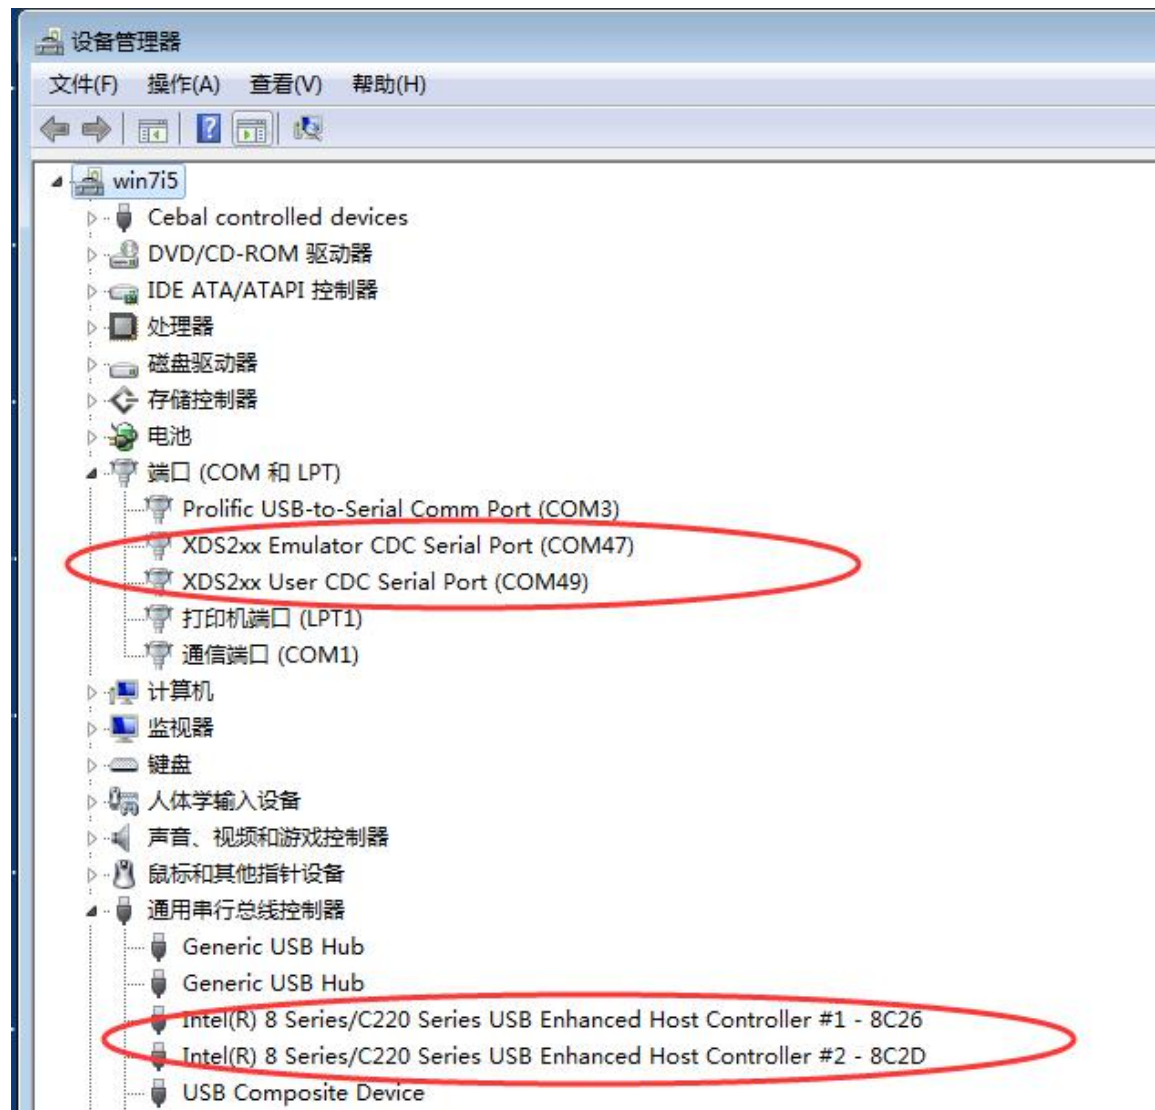 设备管理器
文件(F) 操作(A) 查看(V) 帮助(H)
win7i5
Cebal controlled devices
DVD/CD-ROM 驱动器
IDE ATA/ATAPI 控制器
处理器
磁盘驱动器
存储控制器
电池
端口 (COM 和 LPT)
Prolific USB-to-Serial Comm Port (COM3)
XDS2xx Emulator CDC Serial Port (COM47)
XDS2xx User CDC Serial Port (COM49)
打印机端口 (LPT1)
通信端口 (COM1)
计算机
监视器
键盘
人体学输入设备
声音、视频和游戏控制器
鼠标和其他指针设备
通用串行总线控制器
Generic USB Hub
Generic USB Hub
Intel(R) 8 Series/C220 Series USB Enhanced Host Controller #1 - 8C26
Intel(R) 8 Series/C220 Series USB Enhanced Host Controller #2 - 8C2D
USB Composite Device